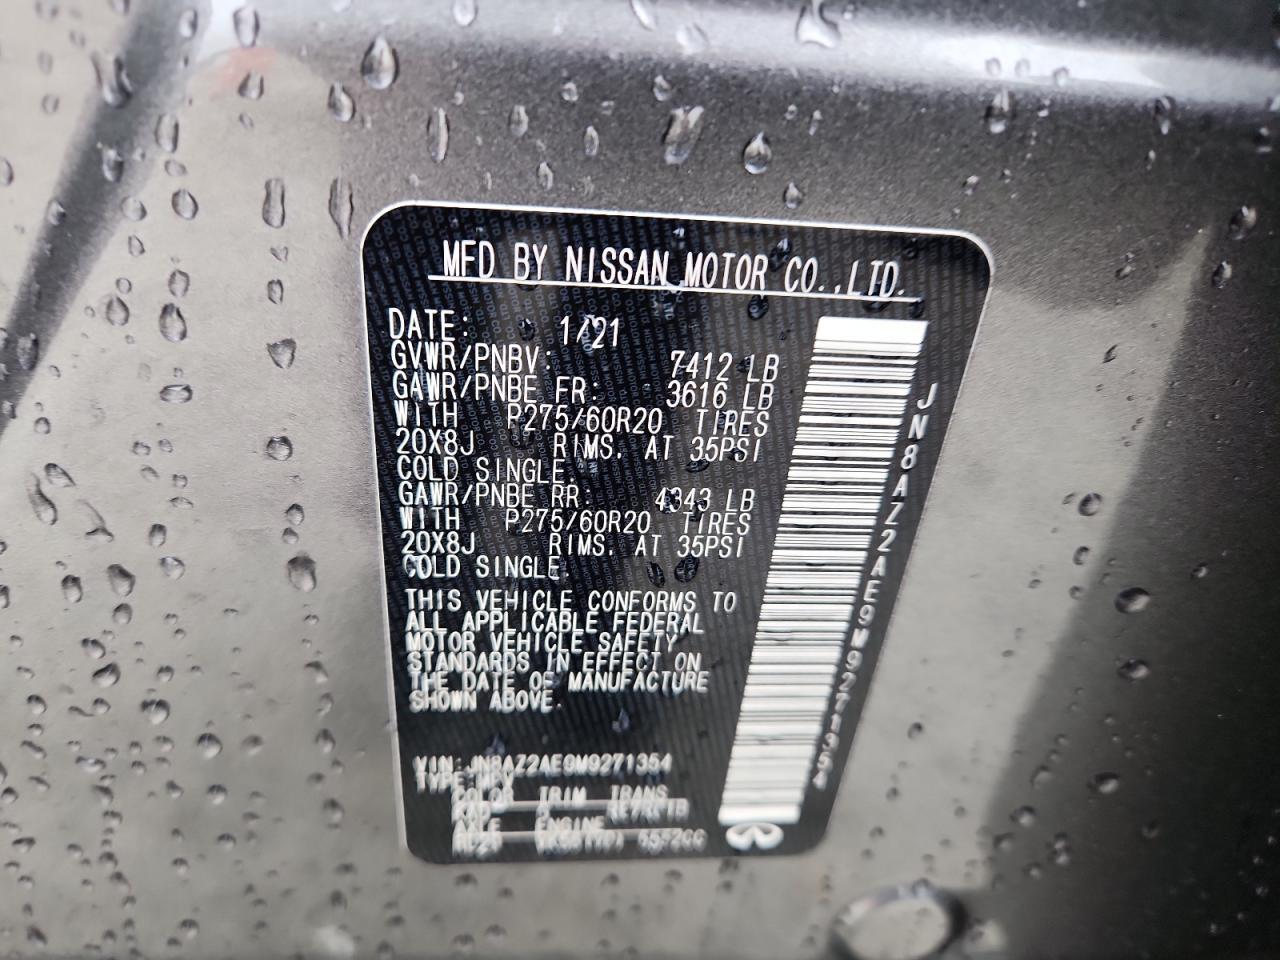 MFD BY NISSAN MOTOR CO.,LTD.
DATE: 1/21
GVWR/PNBV: 7412 LB
GAWR/PNBE FR: 3616 LB
WITH P275/60R20 TIRES
20X8J RIMS. AT 35PSI
COLD SINGLE.
GAWR/PNBE RR: 4343 LB
WITH P275/60R20 TIRES
20X8J RIMS. AT 35PSI
COLD SINGLE.
THIS VEHICLE CONFORMS TO
ALL APPLICABLE FEDERAL
MOTOR VEHICLE SAFETY
STANDARDS IN EFFECT ON
THE DATE OF MANUFACTURE
SHOWN ABOVE.
VIN:JN8AZ2AE9M9271354
TYPE:MPV
COLOR TRIM TRANS
KAD
AXLE ENGINE
5552CC
JN8AZ2AE9M9271354